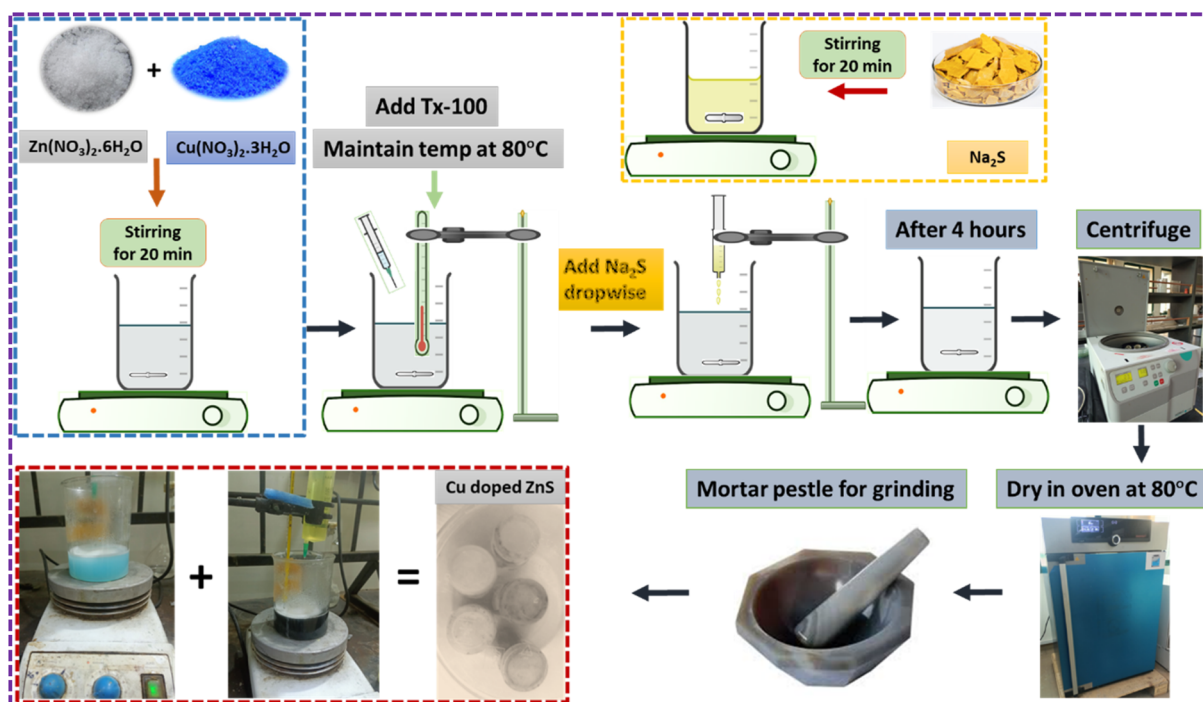 +
Zn(NO₃)₂.6H₂O
Cu(NO₃)₂.3H₂O
Stirring
for 20 min
Add Tx-100
Maintain temp at 80°C
Stirring
for 20 min
Na₂S
Add Na₂S
dropwise
After 4 hours
Centrifuge
Dry in oven at 80°C
Mortar pestle for grinding
+
=
Cu doped ZnS